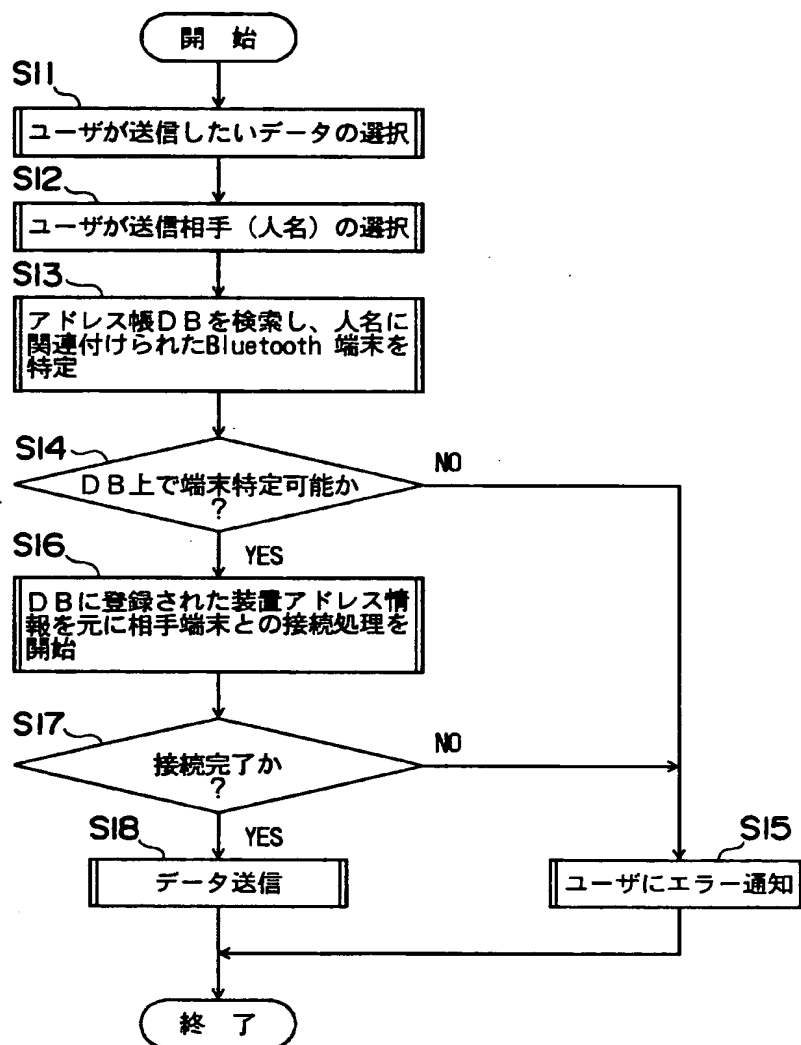 開 始
S11
ユーザが送信したいデータの選択
S12
ユーザが送信相手（人名）の選択
S13
アドレス帳DBを検索し、人名に
関連付けられたBluetooth 端末を
特定
S14
DB上で端末特定可能か
?
NO
YES
S16
DBに登録された装置アドレス情
報を元に相手端末との接続処理を
開始
S17
接続完了か
?
NO
YES
S18
データ送信
S15
ユーザにエラー通知
終 了